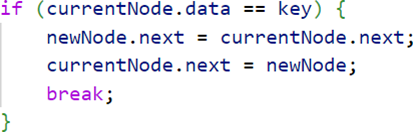 if (currentNode.data == key) {
    newNode.next = currentNode.next;
    currentNode.next = newNode;
    break;
}